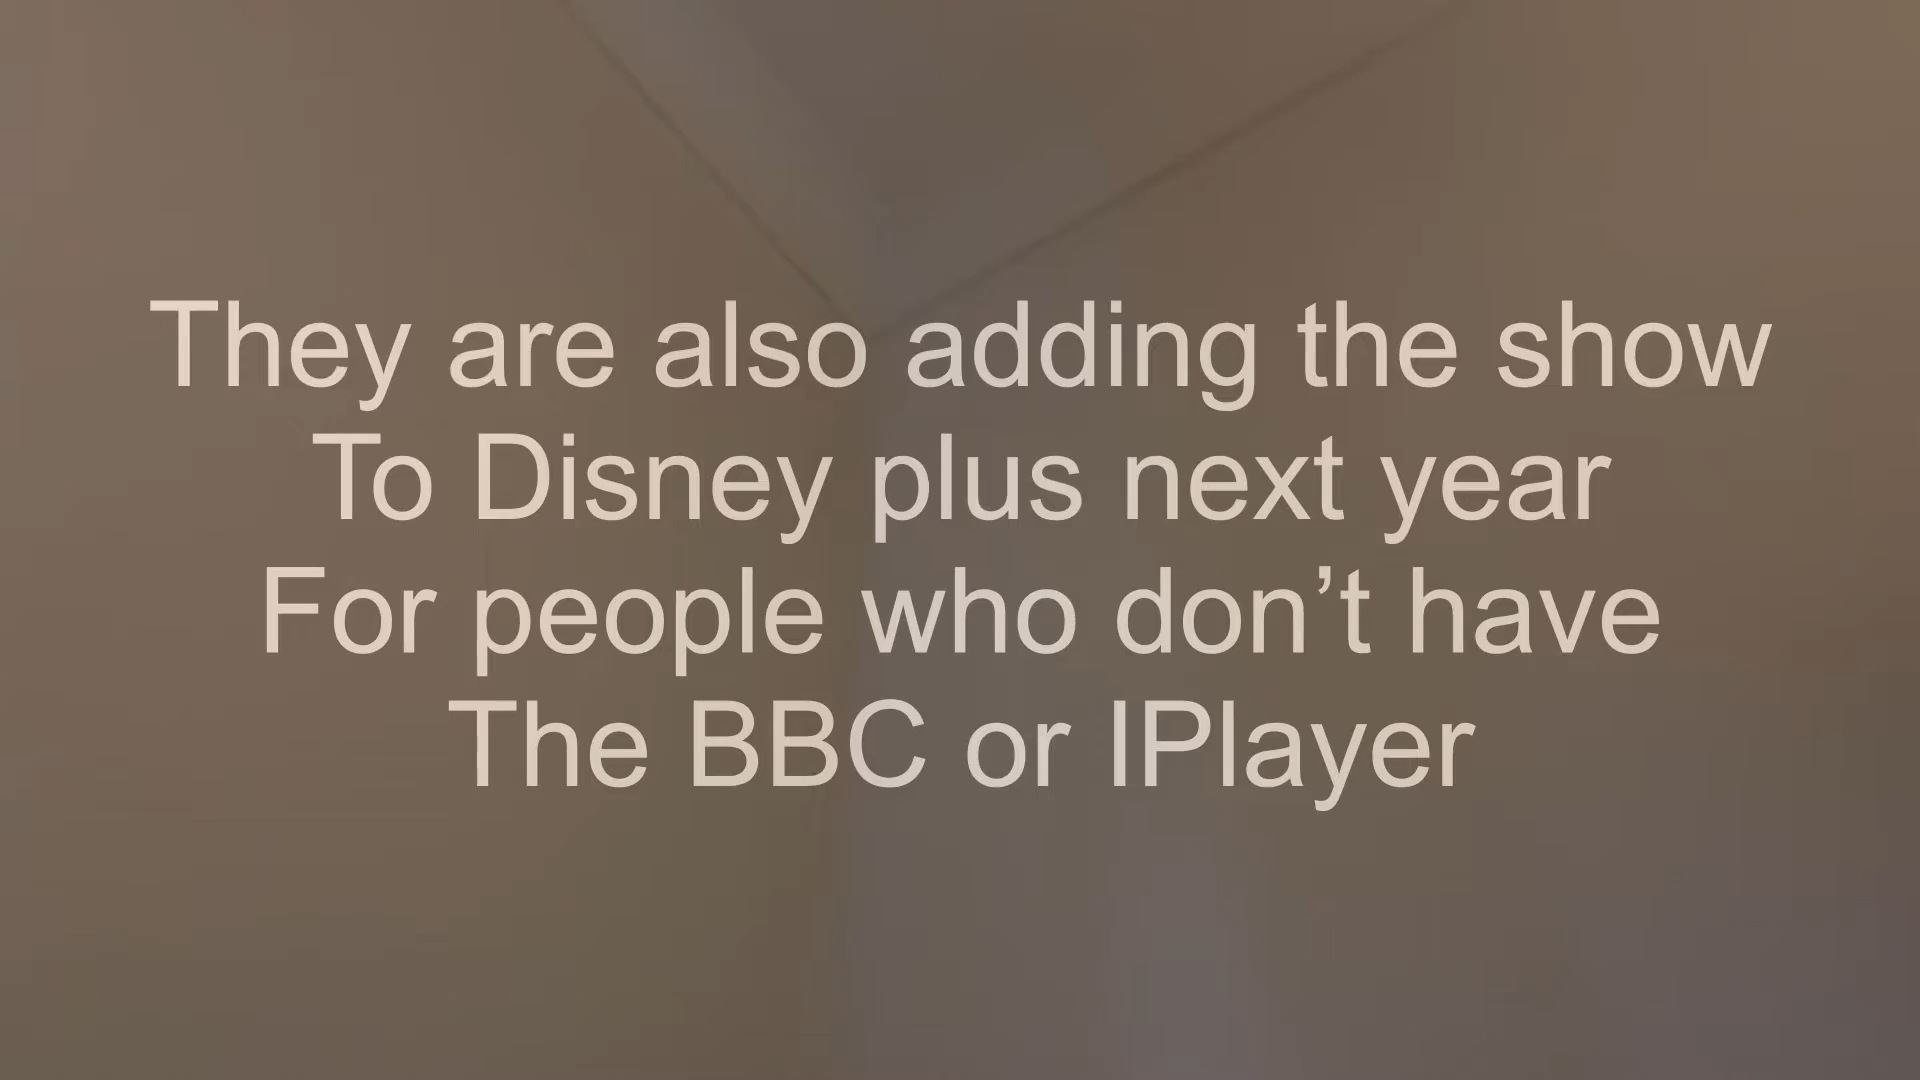 They are also adding the show
To Disney plus next year
For people who don’t have
The BBC or IPlayer